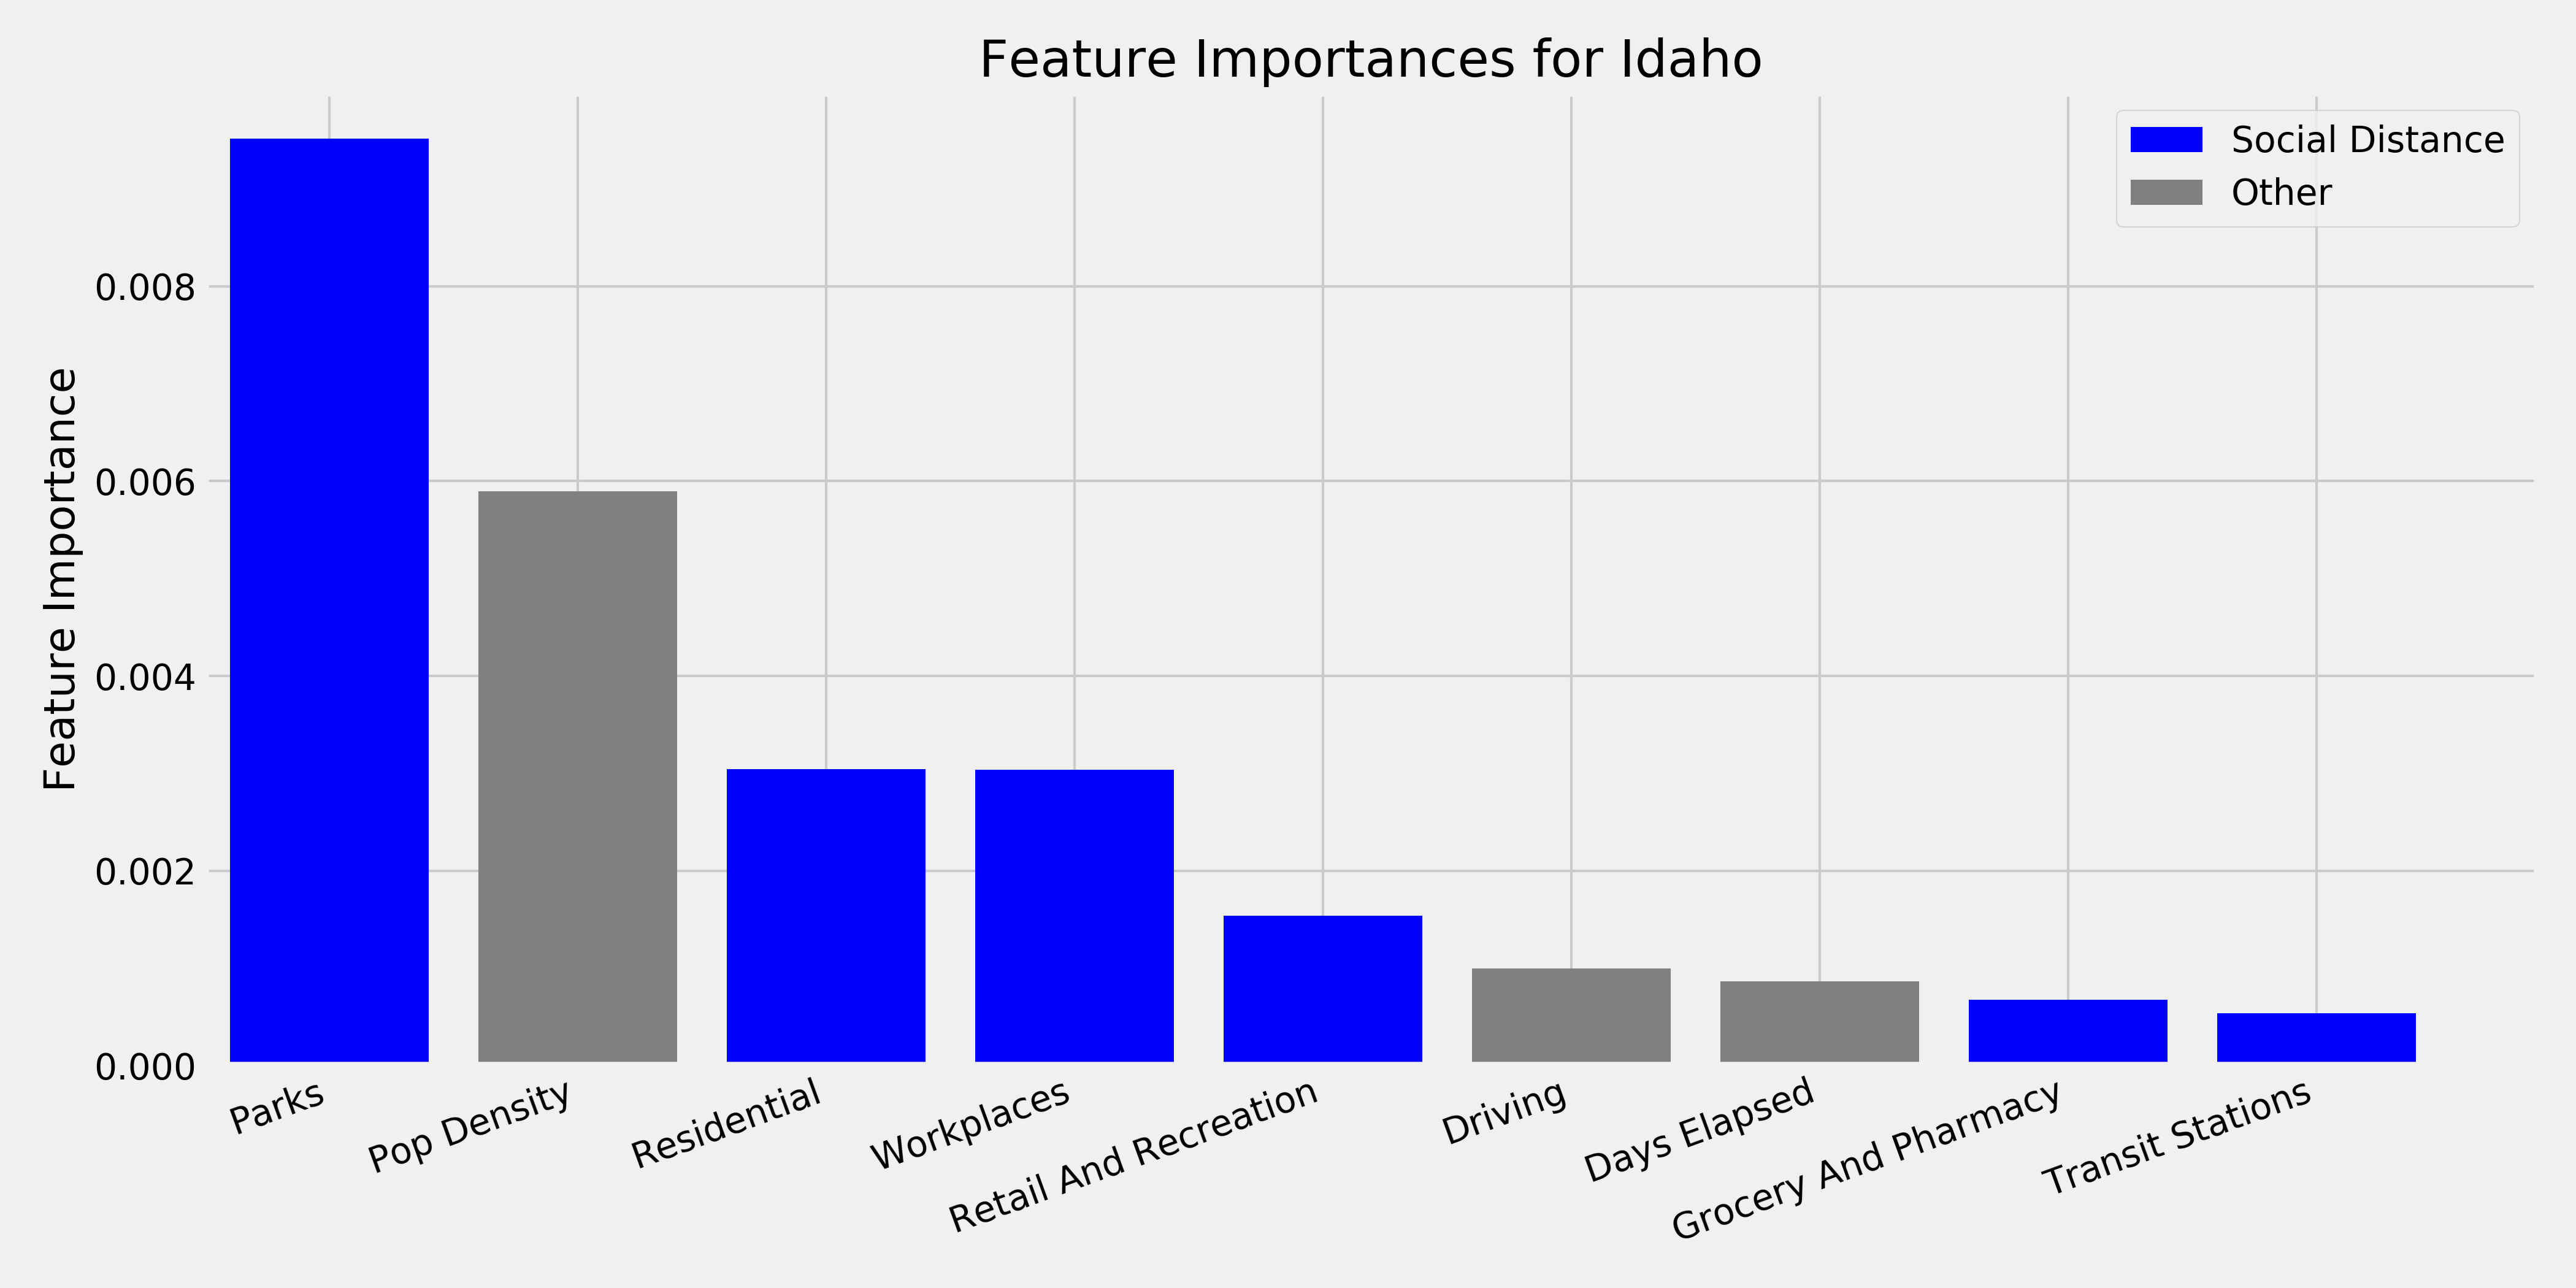 Feature Importances for Idaho
Social Distance
Other
Feature Importance
0.008
0.006
0.004
0.002
0.000
Parks
Pop Density
Residential
Workplaces
Retail And Recreation
Driving
Days Elapsed
Grocery And Pharmacy
Transit Stations